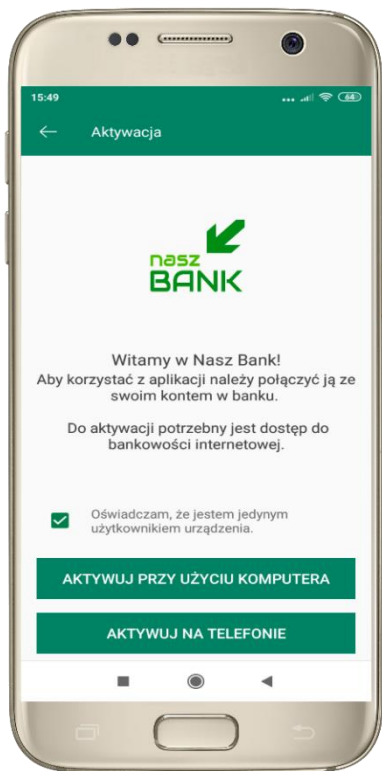 15:49
64
Aktywacja
nasz
BANK
Witamy w Nasz Bank!
Aby korzystać z aplikacji należy połączyć ją ze
swoim kontem w banku.
Do aktywacji potrzebny jest dostęp do
bankowości internetowej.
Oświadczam, że jestem jedynym
użytkownikiem urządzenia.
AKTYWUJ PRZY UŻYCIU KOMPUTERA
AKTYWUJ NA TELEFONIE